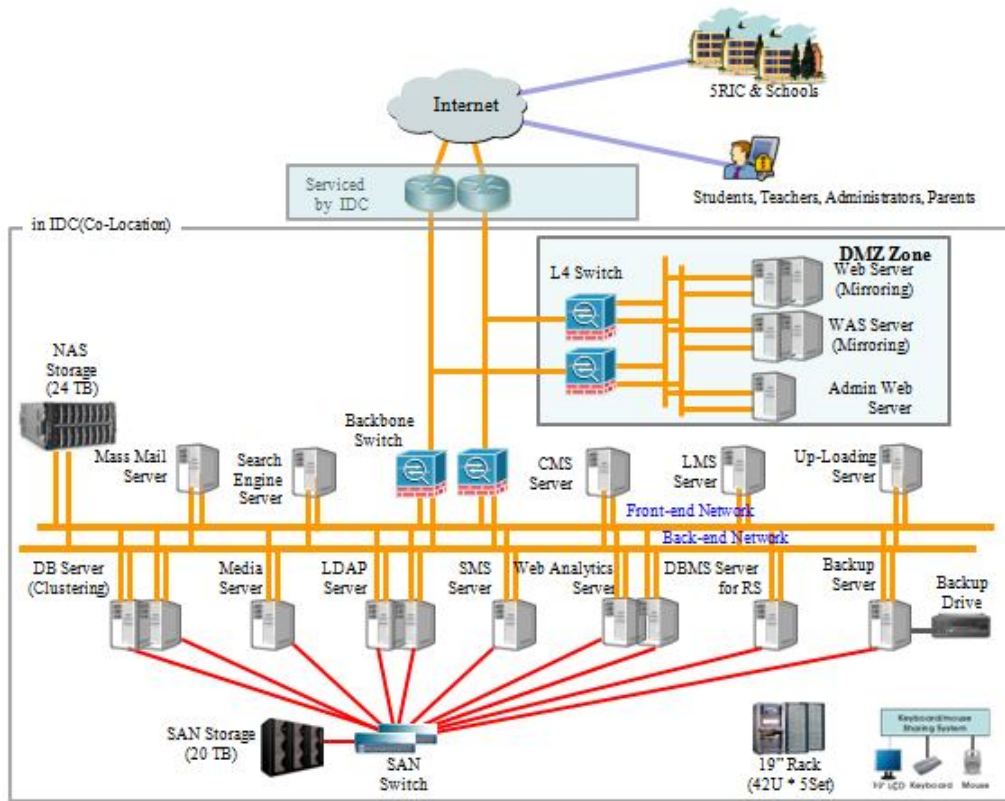 5RIC & Schools
Internet
Serviced
by IDC
Students, Teachers, Administrators, Parents
in IDC(Co-Location)
DMZ Zone
L4 Switch
Web Server
(Mirroring)
WAS Server
(Mirroring)
Admin Web
Server
NAS
Storage
(24 TB)
Backbone
Switch
Mass Mail
Server
Search
Engine
Server
CMS
Server
LMS
Server
Up-Loading
Server
Front-end Network
Back-end Network
DB Server
(Clustering)
Media
Server
LDAP
Server
SMS
Server
Web Analytics
Server
DBMS Server
for RS
Backup
Server
Backup
Drive
SAN Storage
(20 TB)
SAN
Switch
19" Rack
(42U * 5Set)
Keyboard/mouse
Sharing System
LCD
Keyboard
Mouse